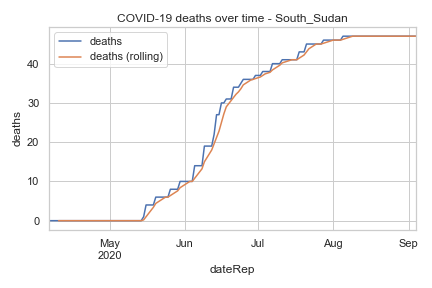 COVID-19 deaths over time - South_Sudan
deaths
deaths (rolling)
deaths
40
30
20
10
0
May
2020
Jun
Jul
Aug
Sep
dateRep